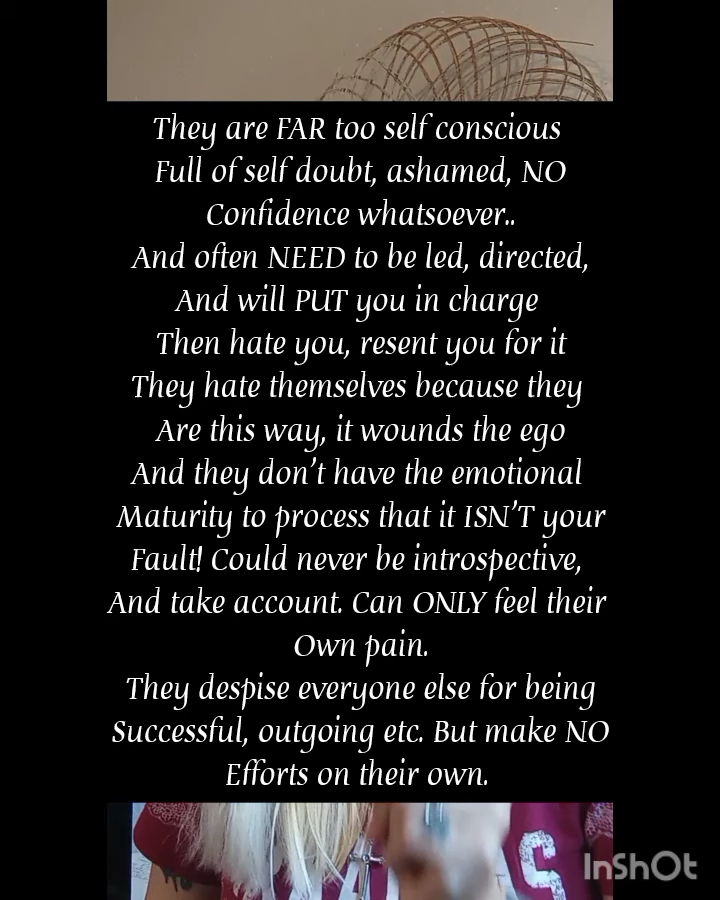 They are FAR too self conscious
Full of self doubt, ashamed, NO
Confidence whatsoever..
And often NEED to be led, directed,
And will PUT you in charge
Then hate you, resent you for it
They hate themselves because they
Are this way, it wounds the ego
And they don't have the emotional
Maturity to process that it ISN'T your
Fault! Could never be introspective,
And take account. Can ONLY feel their
Own pain.
They despise everyone else for being
Successful, outgoing etc. But make NO
Efforts on their own.
InShOt